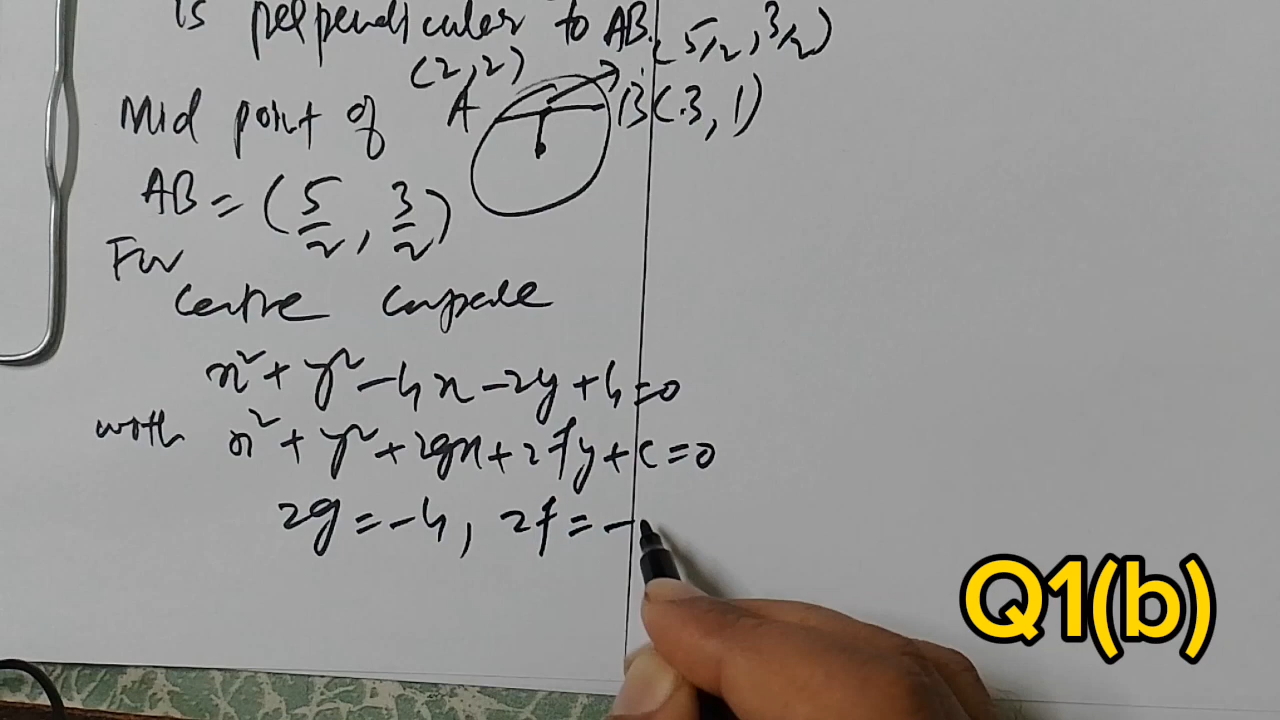 is perpendicular to AB. (5/2, 3/2)
(2,2)
Mid point of A B(3, 1)
AB = (5/2, 3/2)
For
Centre compare
x² + y² - 4x - 2y + 4 = 0
with x² + y² + 2gx + 2fy + c = 0
2g = -4, 2f = -
Q1(b)